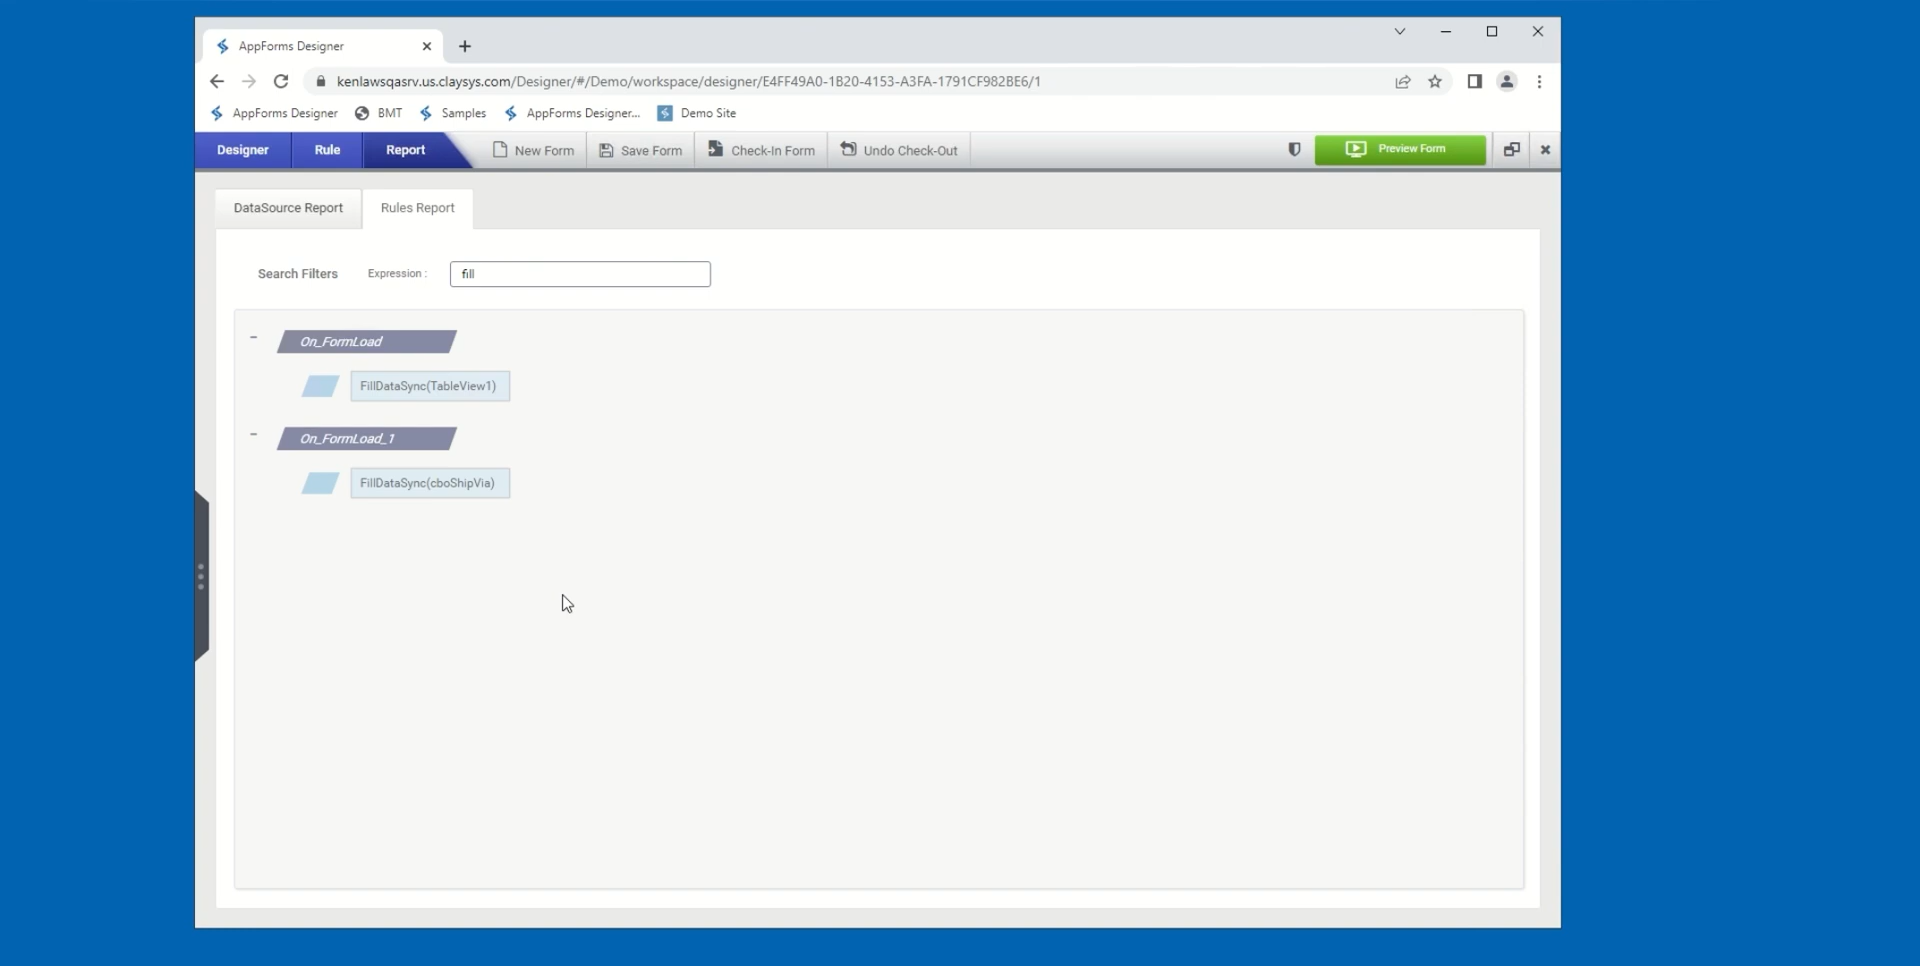 AppForms Designer
kenlawsqasrv.us.claysys.com/Designer/#/Demo/workspace/designer/E4FF49A0-1B20-4153-A3FA-1791CF982BE6/1
AppForms Designer BMT Samples AppForms Designer... Demo Site
Designer Rule Report New Form Save Form Check-In Form Undo Check-Out Preview Form
DataSource Report Rules Report
Search Filters Expression : fill
On_FormLoad
FillDataSync(TableView1)
On_FormLoad_1
FillDataSync(cboShipVia)